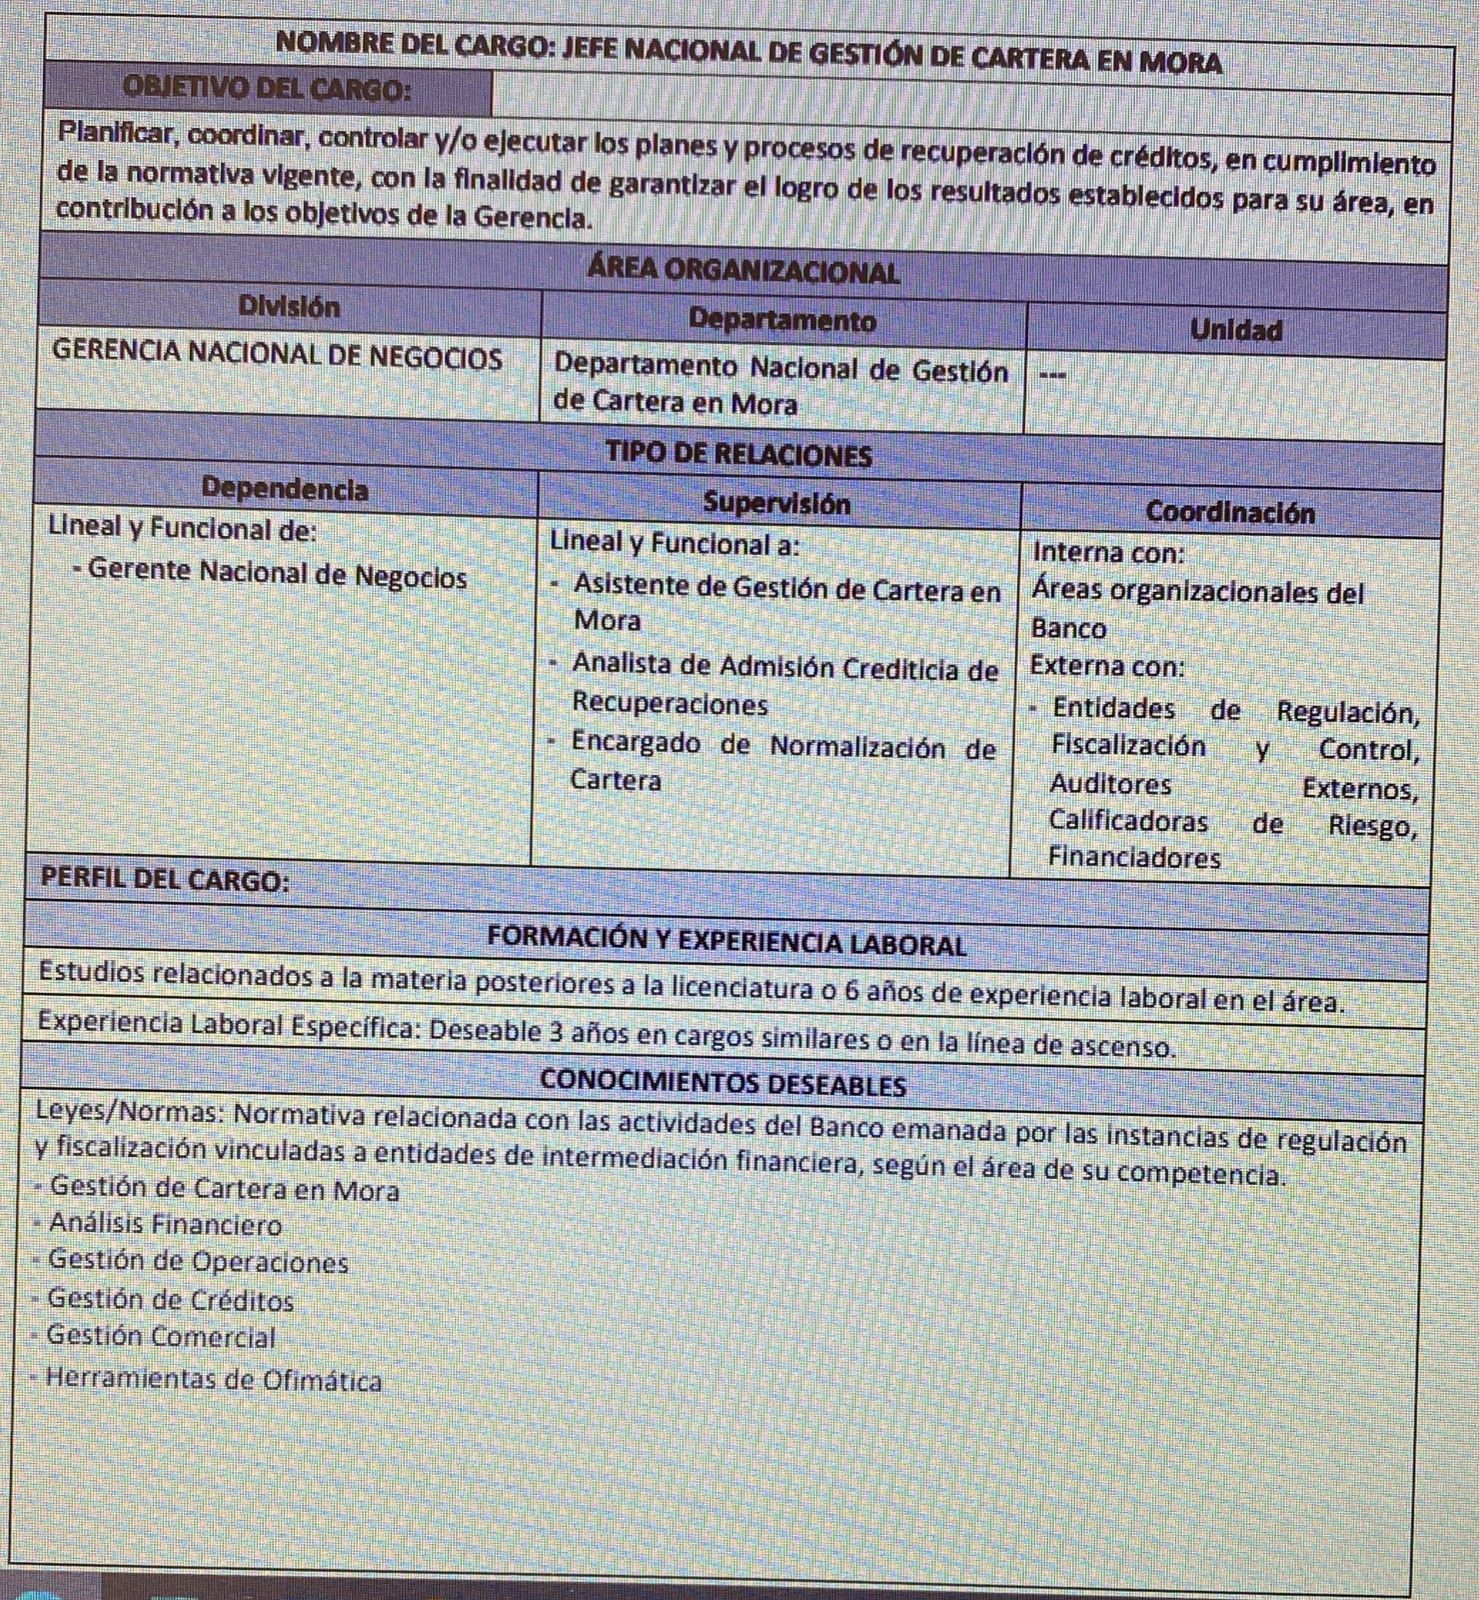 NOMBRE DEL CARGO: JEFE NACIONAL DE GESTIÓN DE CARTERA EN MORA
OBJETIVO DEL CARGO:
Planificar, coordinar, controlar y/o ejecutar los planes y procesos de recuperación de créditos, en cumplimiento
de la normativa vigente, con la finalidad de garantizar el logro de los resultados establecidos para su área, en
contribución a los objetivos de la Gerencia.
ÁREA ORGANIZACIONAL
División
Departamento
Unidad
GERENCIA NACIONAL DE NEGOCIOS
Departamento Nacional de Gestión
de Cartera en Mora
---
TIPO DE RELACIONES
Dependencia
Supervisión
Coordinación
Lineal y Funcional de:
- Gerente Nacional de Negocios
Lineal y Funcional a:
- Asistente de Gestión de Cartera en
Mora
- Analista de Admisión Crediticia de
Recuperaciones
- Encargado de Normalización de
Cartera
Interna con:
Áreas organizacionales del
Banco
Externa con:
- Entidades de Regulación,
Fiscalización y Control,
Auditores Externos,
Calificadoras de Riesgo,
Financiadores
PERFIL DEL CARGO:
FORMACIÓN Y EXPERIENCIA LABORAL
Estudios relacionados a la materia posteriores a la licenciatura o 6 años de experiencia laboral en el área.
Experiencia Laboral Específica: Deseable 3 años en cargos similares o en la línea de ascenso.
CONOCIMIENTOS DESEABLES
Leyes/Normas: Normativa relacionada con las actividades del Banco emanada por las instancias de regulación
y fiscalización vinculadas a entidades de intermediación financiera, según el área de su competencia.
- Gestión de Cartera en Mora
- Análisis Financiero
- Gestión de Operaciones
- Gestión de Créditos
- Gestión Comercial
- Herramientas de Ofimática